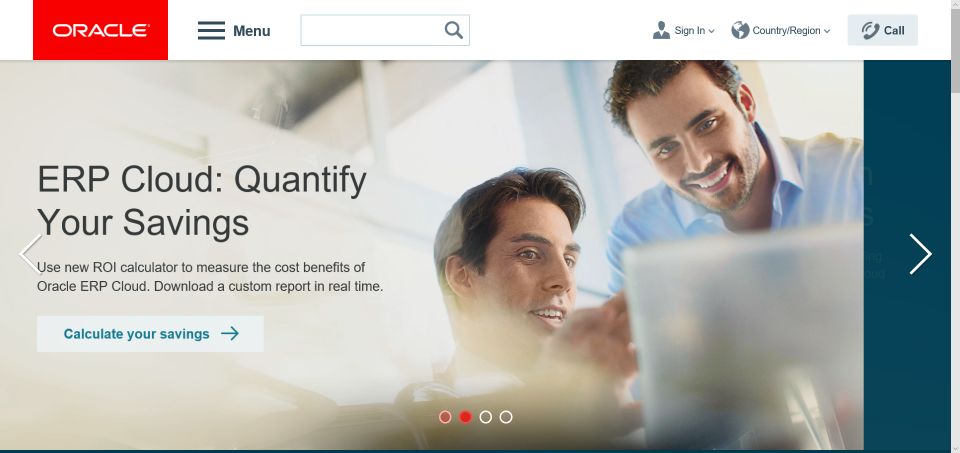 ORACLE
Menu
Sign In
Country/Region
Call
ERP Cloud: Quantify
Your Savings
Use new ROI calculator to measure the cost benefits of
Oracle ERP Cloud. Download a custom report in real time.
Calculate your savings